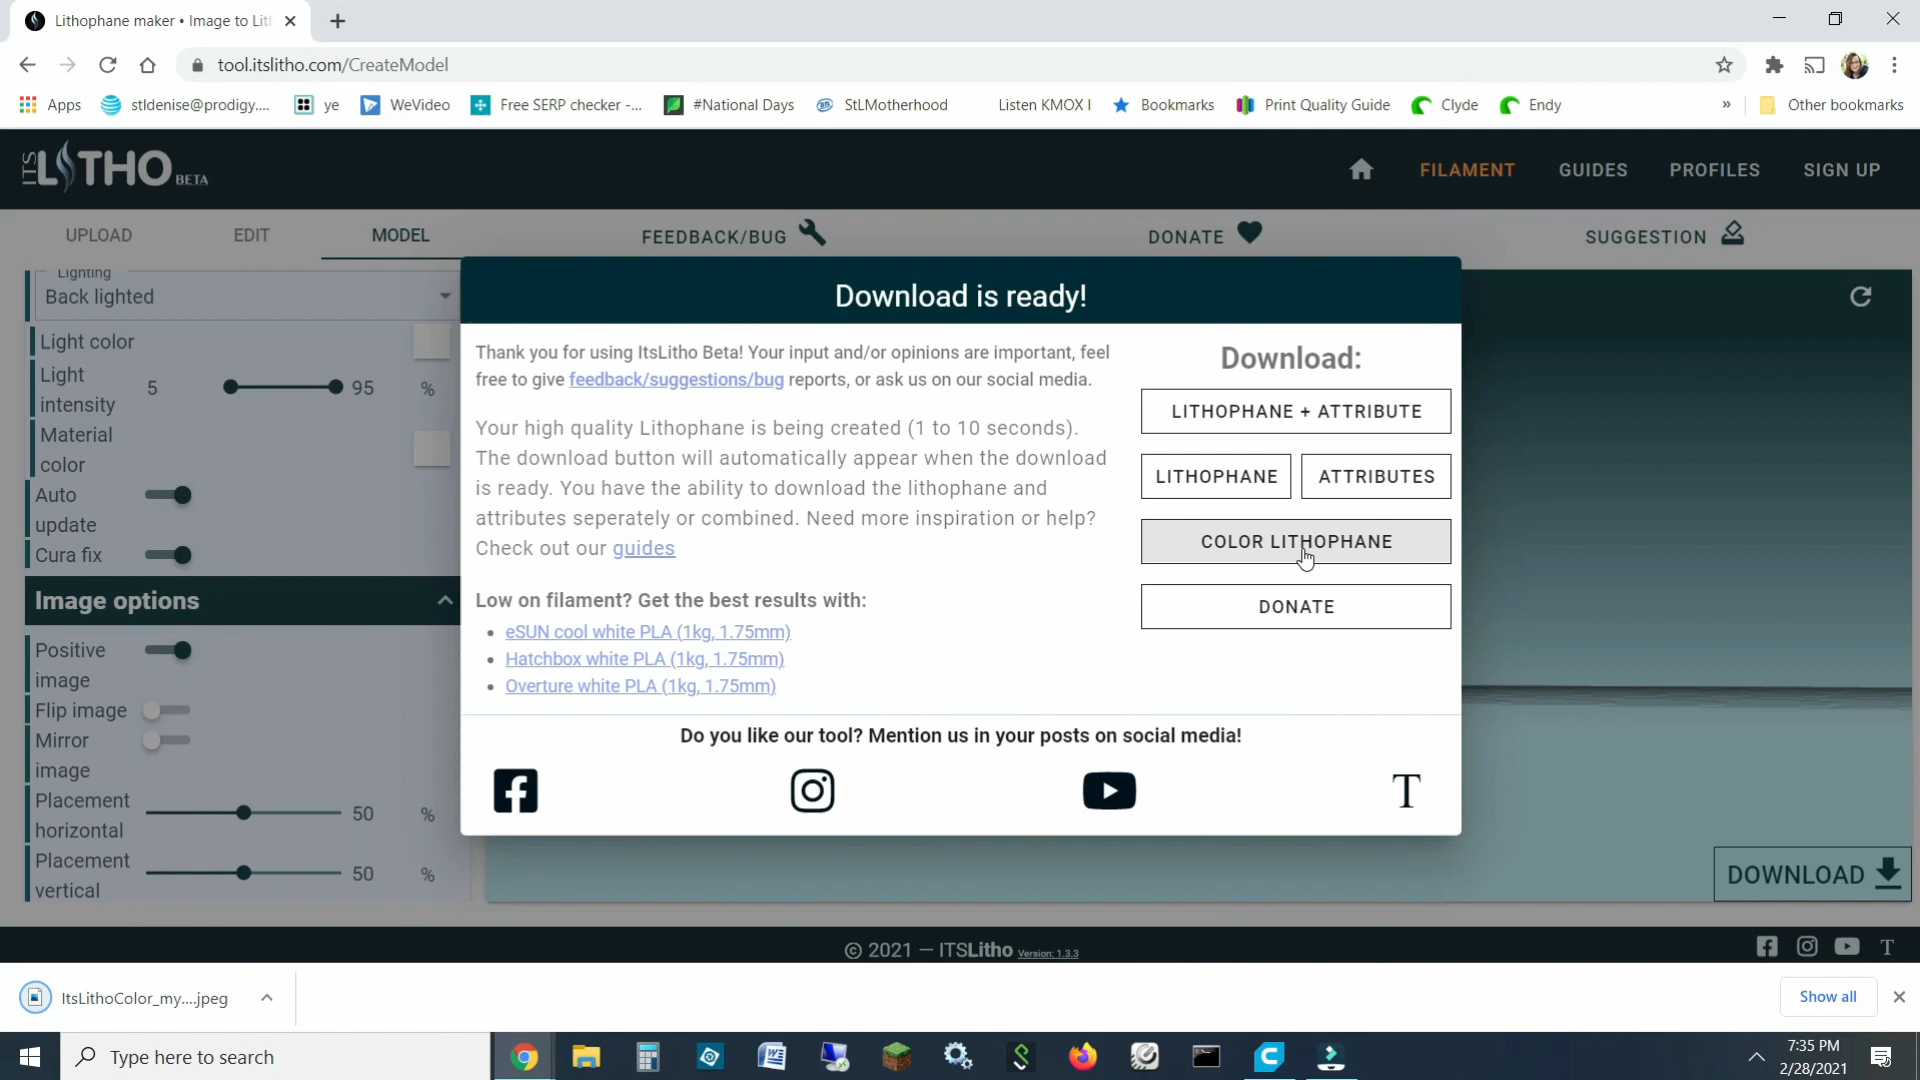 Lithophane maker • Image to Lit
tool.itslitho.com/CreateModel
Apps
stldenise@prodigy....
ye
WeVideo
Free SERP checker -...
#National Days
StLMotherhood
Listen KMOX I
Bookmarks
Print Quality Guide
Clyde
Endy
»
Other bookmarks
ITS LITHO BETA
FILAMENT
GUIDES
PROFILES
SIGN UP
UPLOAD
EDIT
MODEL
FEEDBACK/BUG
DONATE
SUGGESTION
Lighting
Back lighted
Light color
Light
intensity
5
95
%
Material
color
Auto
update
Cura fix
Image options
Positive
image
Flip image
Mirror
image
Placement
horizontal
50
%
Placement
vertical
50
%
Download is ready!
Thank you for using ItsLitho Beta! Your input and/or opinions are important, feel
free to give feedback/suggestions/bug reports, or ask us on our social media.
Your high quality Lithophane is being created (1 to 10 seconds).
The download button will automatically appear when the download
is ready. You have the ability to download the lithophane and
attributes seperately or combined. Need more inspiration or help?
Check out our guides
Low on filament? Get the best results with:
• eSUN cool white PLA (1kg, 1.75mm)
• Hatchbox white PLA (1kg, 1.75mm)
• Overture white PLA (1kg, 1.75mm)
Download:
LITHOPHANE + ATTRIBUTE
LITHOPHANE
ATTRIBUTES
COLOR LITHOPHANE
DONATE
Do you like our tool? Mention us in your posts on social media!
T
DOWNLOAD
© 2021 — ITSLitho Version: 1.3.3
T
ItsLithoColor_my....jpeg
Show all
Type here to search
7:35 PM
2/28/2021